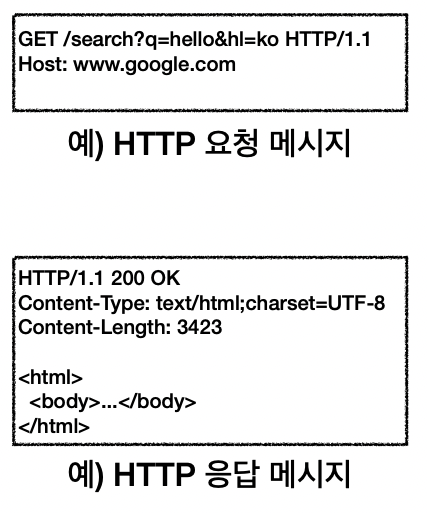 GET /search?q=hello&hl=ko HTTP/1.1
Host: www.google.com
예) HTTP 요청 메시지
HTTP/1.1 200 OK
Content-Type: text/html;charset=UTF-8
Content-Length: 3423
<html>
<body>...</body>
</html>
예) HTTP 응답 메시지